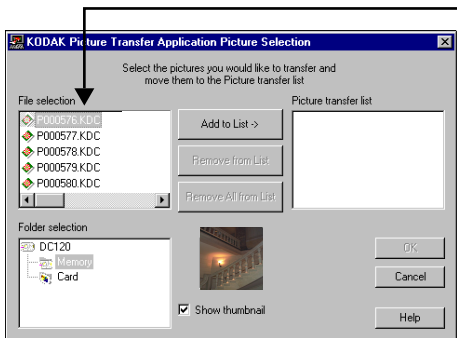 KODAK Picture Transfer Application Picture Selection
Select the pictures you would like to transfer and
move them to the Picture transfer list
File selection
Picture transfer list
P000576.KDC
P000577.KDC
P000578.KDC
P000579.KDC
P000580.KDC
Add to List ->
Remove from List
Remove All from List
Folder selection
DC120
Memory
Card
Show thumbnail
OK
Cancel
Help